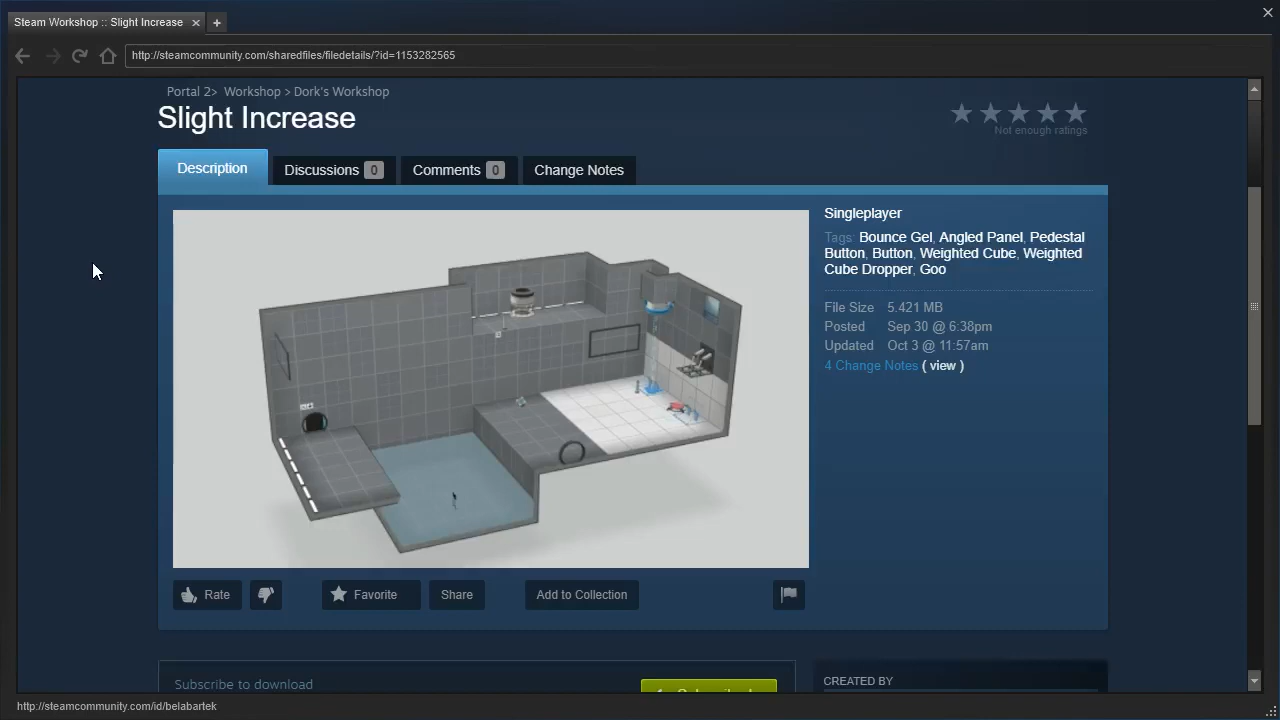 Steam Workshop :: Slight Increase
http://steamcommunity.com/sharedfiles/filedetails/?id=1153282565
Portal 2> Workshop > Dork's Workshop
Slight Increase
Not enough ratings
Description
Discussions 0
Comments 0
Change Notes
Singleplayer
Tags: Bounce Gel, Angled Panel, Pedestal
Button, Button, Weighted Cube, Weighted
Cube Dropper, Goo
File Size 5.421 MB
Posted Sep 30 @ 6:38pm
Updated Oct 3 @ 11:57am
4 Change Notes ( view )
Rate
Favorite
Share
Add to Collection
Subscribe to download
CREATED BY
http://steamcommunity.com/id/belabartek